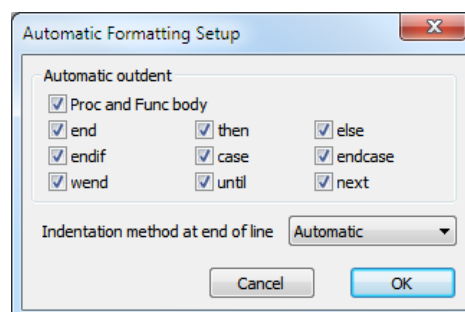 Automatic Formatting Setup
Automatic outdent
Proc and Func body
end then else
endif case endcase
wend until next
Indentation method at end of line Automatic
Cancel OK